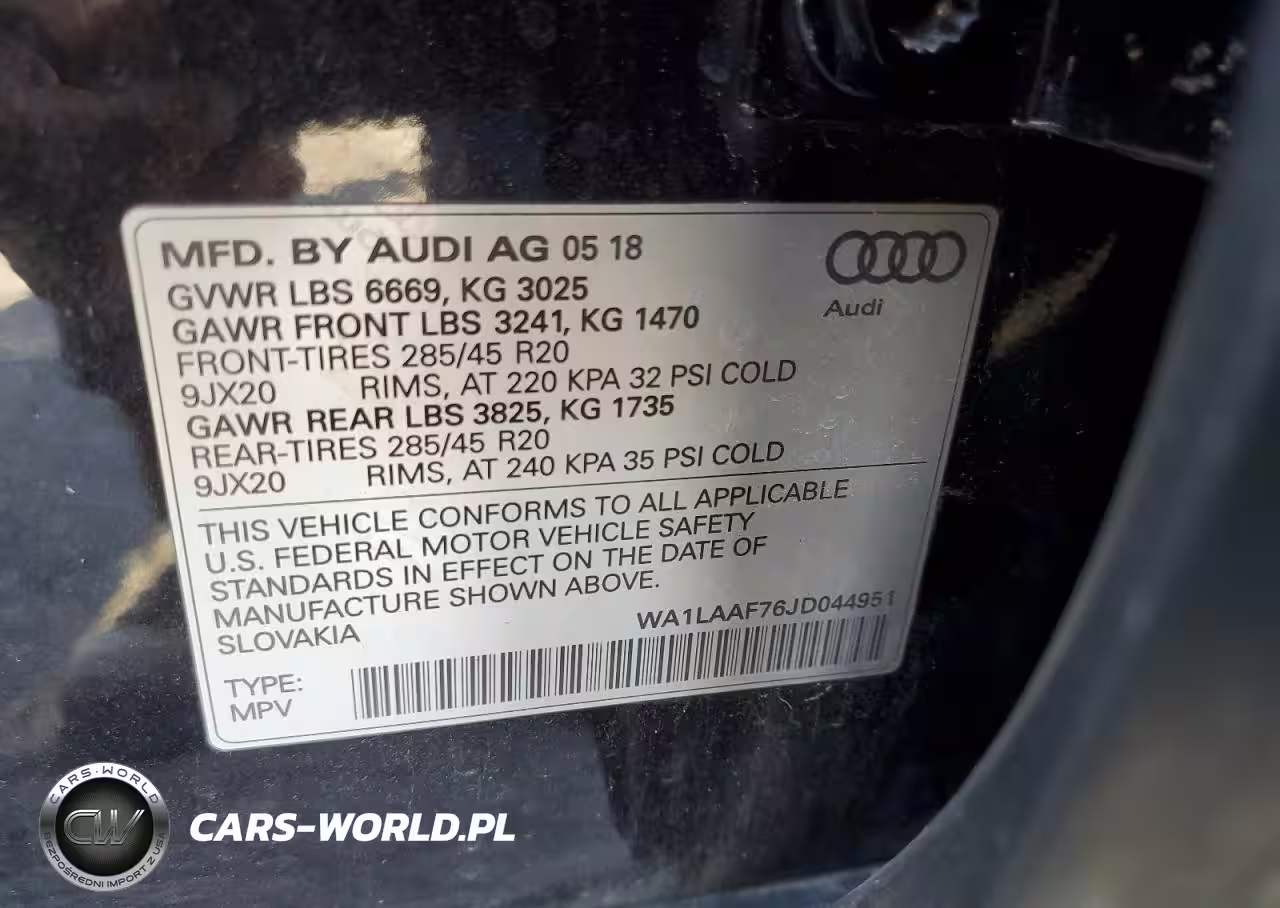 MFD. BY AUDI AG 05 18
GVWR LBS 6669, KG 3025
GAWR FRONT LBS 3241, KG 1470
FRONT-TIRES 285/45 R20
9JX20 RIMS, AT 220 KPA 32 PSI COLD
GAWR REAR LBS 3825, KG 1735
REAR-TIRES 285/45 R20
9JX20 RIMS, AT 240 KPA 35 PSI COLD
Audi
THIS VEHICLE CONFORMS TO ALL APPLICABLE
U.S. FEDERAL MOTOR VEHICLE SAFETY
STANDARDS IN EFFECT ON THE DATE OF
MANUFACTURE SHOWN ABOVE.
SLOVAKIA
WA1LAAF76JD044951
TYPE:
MPV
CARS-WORLD
CW
BEZPOŚREDNI IMPORT Z USA
CARS-WORLD.PL